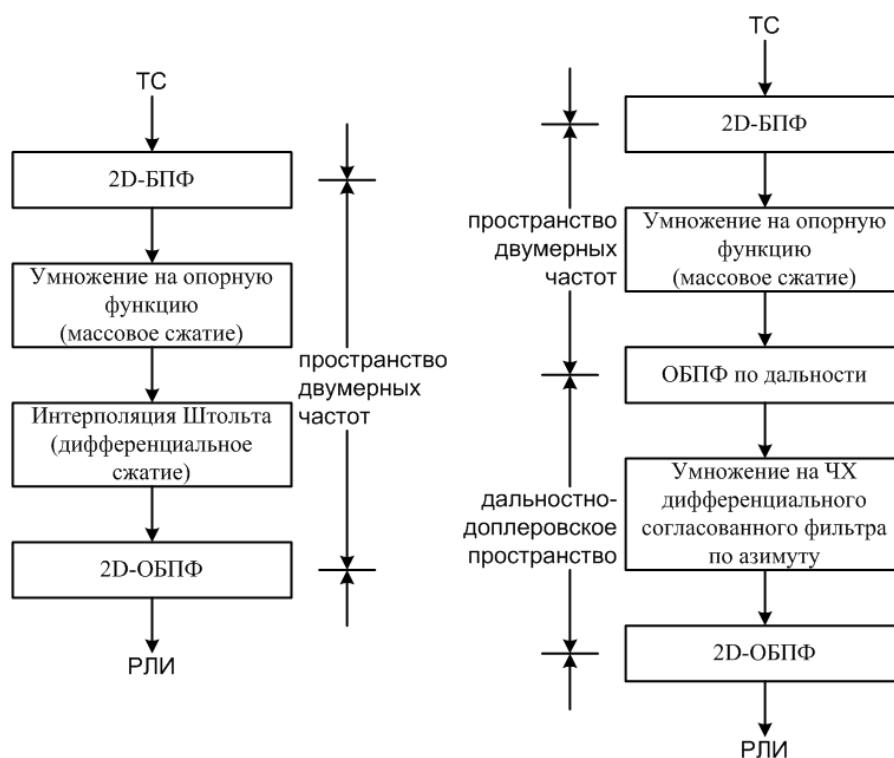 ТС
2D-БПФ
Умножение на опорную
функцию
(массовое сжатие)
Интерполяция Штольта
(дифференциальное
сжатие)
2D-ОБПФ
РЛИ
пространство
двумерных
частот
ТС
2D-БПФ
Умножение на опорную
функцию
(массовое сжатие)
ОБПФ по дальности
Умножение на ЧХ
дифференциального
согласованного фильтра
по азимуту
2D-ОБПФ
РЛИ
пространство
двумерных
частот
дальностно-
доплеровское
пространство